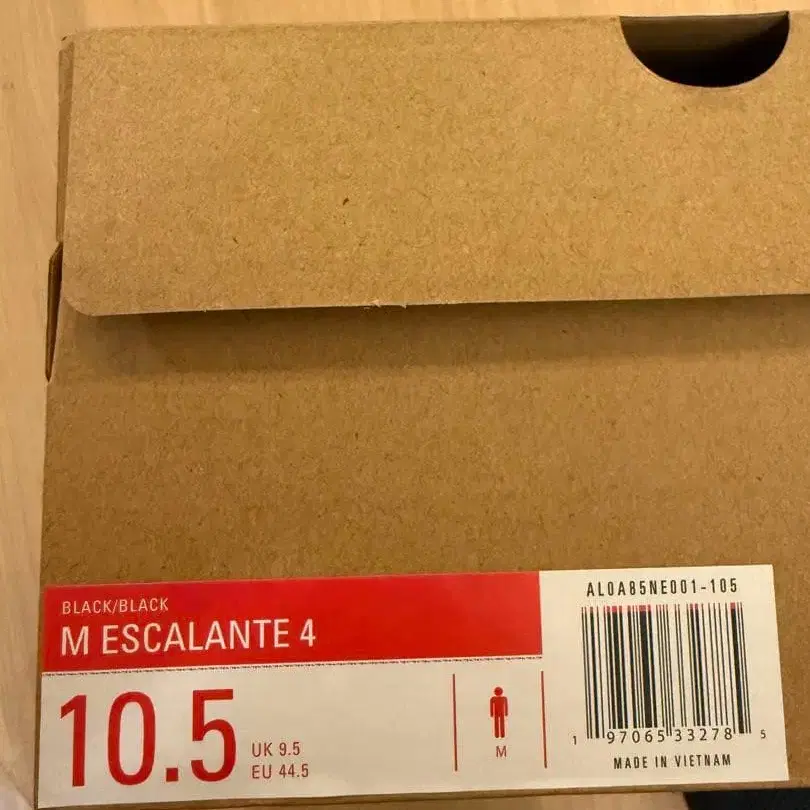 BLACK/BLACK
M ESCALANTE 4
10.5
UK 9.5
EU 44.5
M
AL0A85NE001-105
1 97065 33278 5
MADE IN VIETNAM